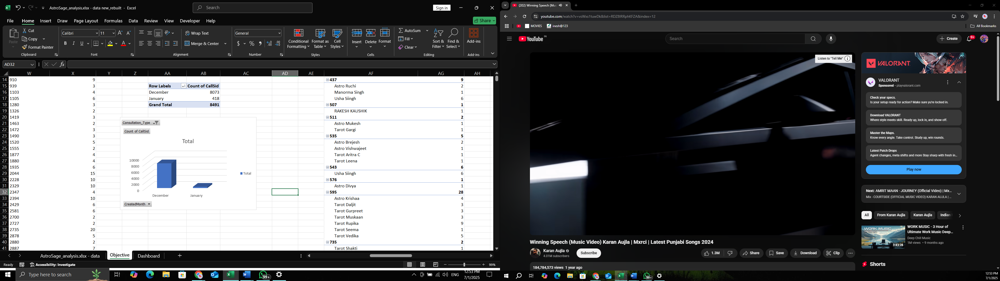 AstroSage_analysis.xlsx - data new_rebuilt - Excel
Search
Sign in
File Home Insert Draw Page Layout Formulas Data Review View Developer Help
Share
Paste
Cut
Copy
Format Painter
Clipboard
Calibri 11
B I U
Font
Wrap Text
Merge & Center
Alignment
General
$ % 9
Number
Conditional Formatting
Format as Table
Cell Styles
Styles
Insert Delete Format
Cells
AutoSum
Fill
Clear
Sort & Filter
Find & Select
Editing
Add-ins
Add-ins
AD32
fx
W X Y Z AA AB AC AD AE AF AG AH
14 910 9 437 9
15 939 3 Row Labels Count of CallSid Astro Ruchi 2
16 1103 4 December 8073 Manorma Singh 1
17 1105 6 January 418 Usha Siingh 6
18 1280 3 Grand Total 8491 507 1
19 1326 2 RAKESH KAUSHIK 1
20 1419 3 511 2
21 1463 2 Astro Mukesh 1
22 1472 3 Tarot Gargi 1
23 1490 3 535 5
24 1520 5 Astro Brejesh 2
25 1555 2 Astro Vishwajeet 1
26 1877 4 Tarot Aritra C 1
27 1880 4 Tarot Leena 1
28 1935 6 543 6
29 2044 15 Usha Siingh 6
30 2228 10 576 1
31 2329 10 Astro Divya 1
32 2347 4 595 28
33 2394 10 Astro Krishaa 4
34 2429 6 Tarot Daljit 3
35 2581 6 Tarot Gurpreet 3
36 2700 2 Tarot Muskaan 3
37 2727 2 Tarot Rupika 9
38 2735 20 Tarot Seema 1
39 2878 5 Tarot Vedika 5
40 2880 2 735 2
41 2887 7 Tarot Shakti 1
Consultation_Type
Count of CallSid
Total
10000
8000
6000
4000
2000
0
December January
Total
CreatedMonth
AstroSage_analysis.xlsx - data Objective Dashboard
Ready Accessibility: Investigate 99%
Type here to search
99+
ENG
12:53 PM
7/1/2025
(202) Winning Speech (Mus
youtube.com/watch?v=vsWxs1tuwDk&list=RDZ8IRRphKFZA&index=12
MOVIES inesh@123 All Bookmarks
YouTube IN
Search
Create
9+
Listen to "Tell Me"
VALORANT
VALORANT
Sponsored · playvalorant.com
Check your specs.
Is your setup ready for action? Make sure yu're locked in.
Download VALORANT
Where style meets skill. Ready up, lock in, and show off.
Master the Maps.
Know every angle. Take control. Study up, win rounds.
Latest Patch Drops
Agent changes, meta shifts and more Stay sharp with fresh in...
Play now
Next: AMRIT MAAN - JOURNEY (Official Video) | Mx...
Mix - COURTSIDE (OFFICIAL MUSIC VIDEO) KARAN AUJLA | ...
All From Karan Aujla Karan Aujla Indian
WORK MUSIC
3:43:28
WORK MUSIC - 3 Hour of
Ultimate Work Music Deep...
Deep Chill Music
1M views · 9 months ago
Shorts
Winning Speech (Music Video) Karan Aujla | Mxrci | Latest Punjabi Songs 2024
Karan Aujla
4.01M subscribers
Subscribe
1.3M Share Save Download Clip
184,784,573 views 1 year ago
99+
12:53 PM
7/1/2025